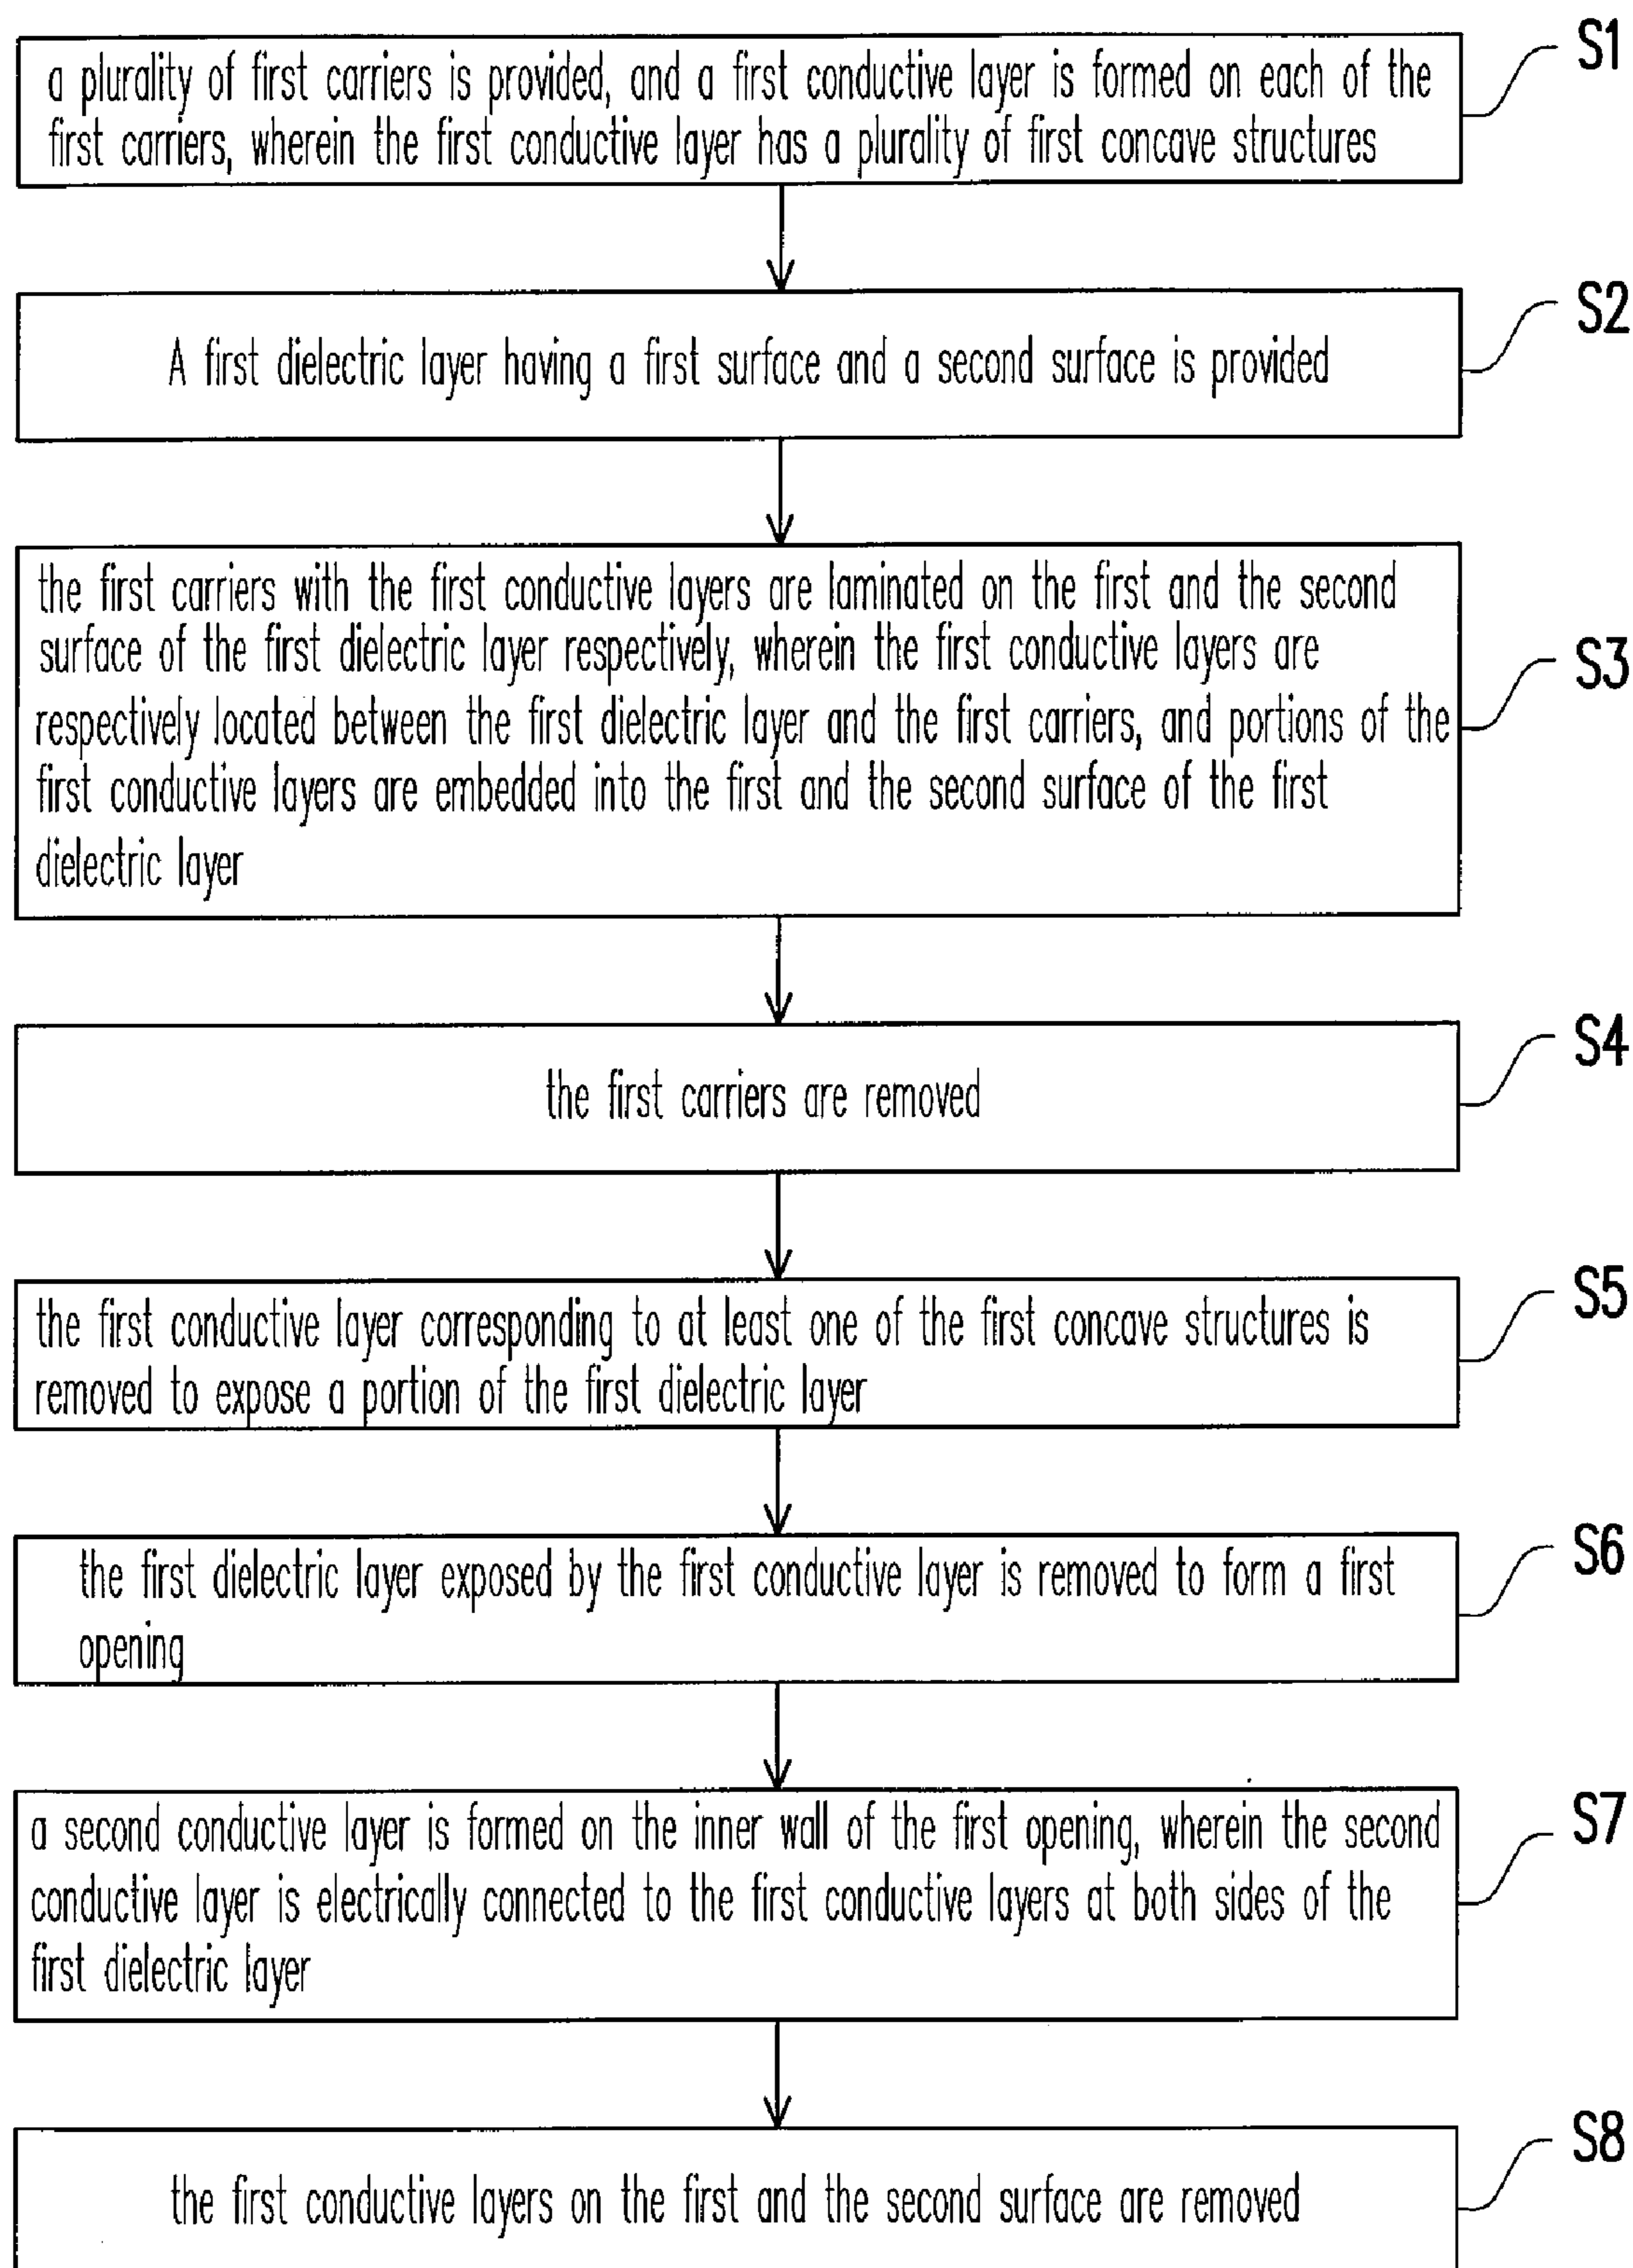 S1
a plurality of first carriers is provided, and a first conductive layer is formed on each of the
first carriers, wherein the first conductive layer has a plurality of first concave structures
S2
A first dielectric layer having a first surface and a second surface is provided
S3
the first carriers with the first conductive layers are laminated on the first and the second
surface of the first dielectric layer respectively, wherein the first conductive layers are
respectively located between the first dielectric layer and the first carriers, and portions of the
first conductive layers are embedded into the first and the second surface of the first
dielectric layer
S4
the first carriers are removed
S5
the first conductive layer corresponding to at least one of the first concave structures is
removed to expose a portion of the first dielectric layer
S6
the first dielectric layer exposed by the first conductive layer is removed to form a first
opening
S7
a second conductive layer is formed on the inner wall of the first opening, wherein the second
conductive layer is electrically connected to the first conductive layers at both sides of the
first dielectric layer
S8
the first conductive layers on the first and the second surface are removed